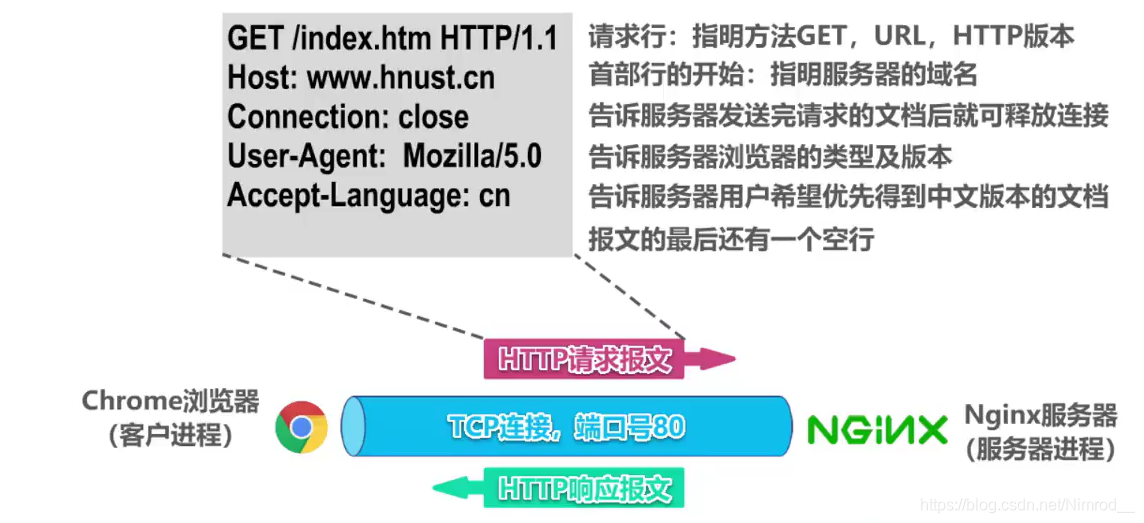 GET /index.htm HTTP/1.1
请求行：指明方法GET，URL，HTTP版本
Host: www.hnust.cn
首部行的开始：指明服务器的域名
Connection: close
告诉服务器发送完请求的文档后就可释放连接
User-Agent: Mozilla/5.0
告诉服务器浏览器的类型及版本
Accept-Language: cn
告诉服务器用户希望优先得到中文版本的文档
报文的最后还有一个空行
HTTP请求报文
Chrome浏览器
（客户进程）
TCP连接，端口号80
NGiNX
Nginx服务器
（服务器进程）
HTTP响应报文
https://blog.csdn.net/Nimrod__